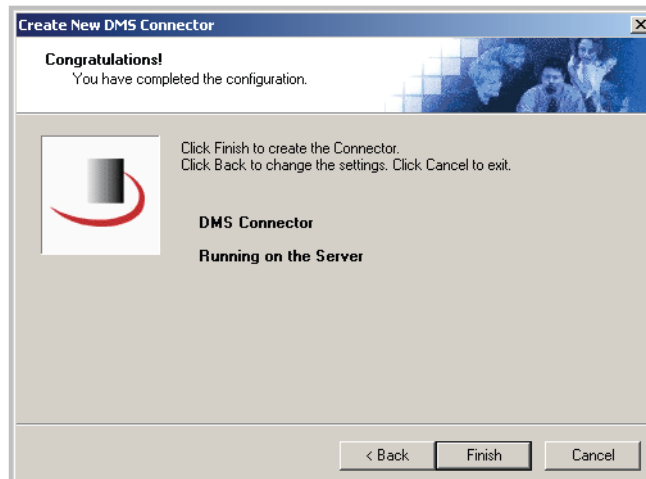 Create New DMS Connector
Congratulations!
You have completed the configuration.
Click Finish to create the Connector.
Click Back to change the settings. Click Cancel to exit.
DMS Connector
Running on the Server
< Back
Finish
Cancel